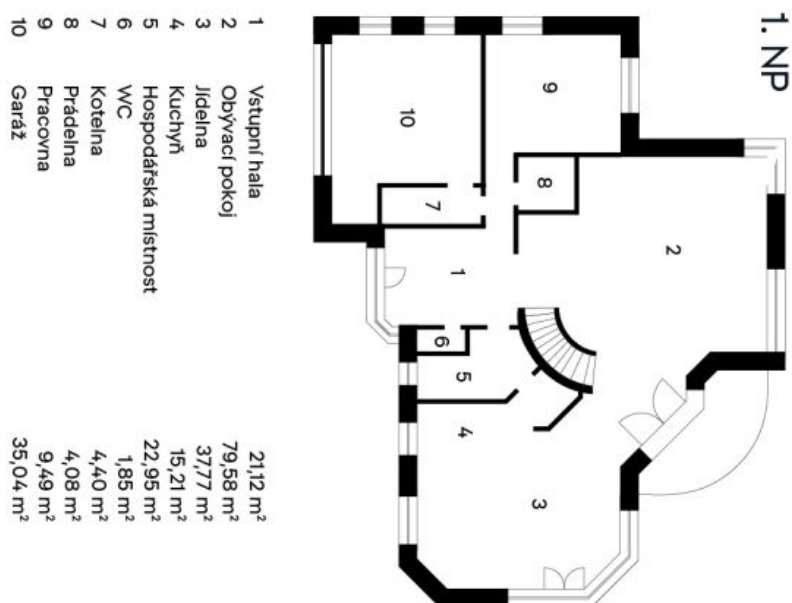 1. NP
1 Vstupní hala 21,12 m²
2 Obývací pokoj 79,58 m²
3 Jídelna 37,77 m²
4 Kuchyň 15,21 m²
5 Hospodářská místnost 22,95 m²
6 WC 1,85 m²
7 Kotelna 4,40 m²
8 Prádelna 4,08 m²
9 Pracovna 9,49 m²
10 Garáž 35,04 m²
10
9
8
7
1
2
6
5
4
3